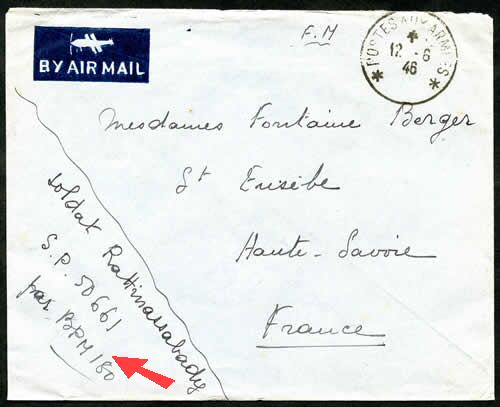 BY AIR MAIL
F.M
POSTES AUX ARMÉES
12 - 6
46
Mesdames Fontaine Berger
St Eusèbe
Haute-Savoie
France
Soldat Rattinassabady
S.P. 50661
par BPM 180